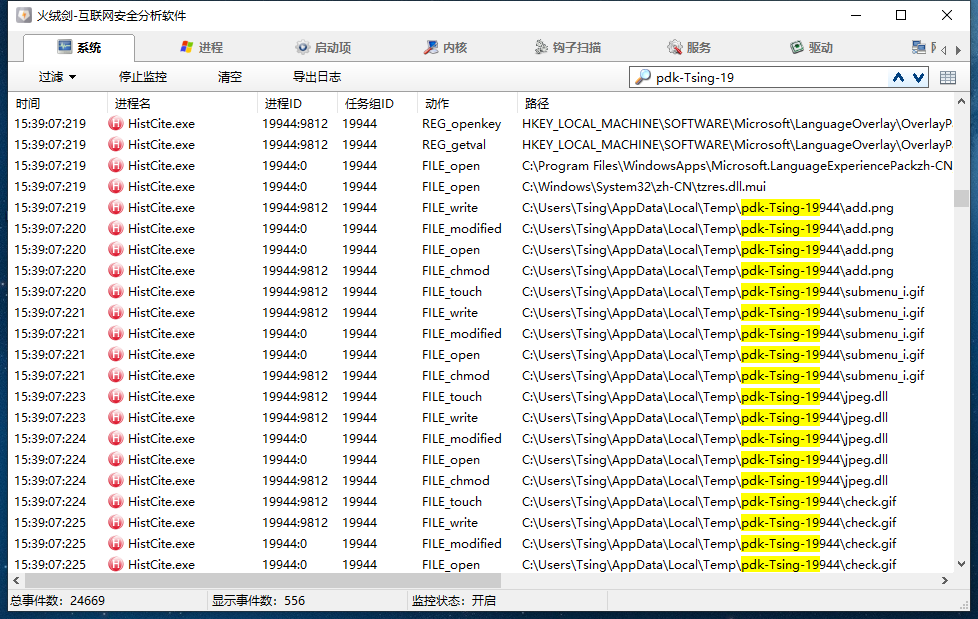 火绒剑-互联网安全分析软件
系统 进程 启动项 内核 钩子扫描 服务 驱动
过滤 停止监控 清空 导出日志 pdk-Tsing-19
时间 进程名 进程ID 任务组ID 动作 路径
15:39:07:219 HistCite.exe 19944:9812 19944 REG_openkey HKEY_LOCAL_MACHINE\SOFTWARE\Microsoft\LanguageOverlay\OverlayP
15:39:07:219 HistCite.exe 19944:9812 19944 REG_getval HKEY_LOCAL_MACHINE\SOFTWARE\Microsoft\LanguageOverlay\OverlayP
15:39:07:219 HistCite.exe 19944:0 19944 FILE_open C:\Program Files\WindowsApps\Microsoft.LanguageExperiencePackzh-CN
15:39:07:219 HistCite.exe 19944:0 19944 FILE_open C:\Windows\System32\zh-CN\tzres.dll.mui
15:39:07:219 HistCite.exe 19944:9812 19944 FILE_write C:\Users\Tsing\AppData\Local\Temp\pdk-Tsing-19944\add.png
15:39:07:220 HistCite.exe 19944:0 19944 FILE_modified C:\Users\Tsing\AppData\Local\Temp\pdk-Tsing-19944\add.png
15:39:07:220 HistCite.exe 19944:0 19944 FILE_open C:\Users\Tsing\AppData\Local\Temp\pdk-Tsing-19944\add.png
15:39:07:220 HistCite.exe 19944:9812 19944 FILE_chmod C:\Users\Tsing\AppData\Local\Temp\pdk-Tsing-19944\add.png
15:39:07:220 HistCite.exe 19944:9812 19944 FILE_touch C:\Users\Tsing\AppData\Local\Temp\pdk-Tsing-19944\submenu_i.gif
15:39:07:221 HistCite.exe 19944:9812 19944 FILE_write C:\Users\Tsing\AppData\Local\Temp\pdk-Tsing-19944\submenu_i.gif
15:39:07:221 HistCite.exe 19944:0 19944 FILE_modified C:\Users\Tsing\AppData\Local\Temp\pdk-Tsing-19944\submenu_i.gif
15:39:07:221 HistCite.exe 19944:0 19944 FILE_open C:\Users\Tsing\AppData\Local\Temp\pdk-Tsing-19944\submenu_i.gif
15:39:07:221 HistCite.exe 19944:9812 19944 FILE_chmod C:\Users\Tsing\AppData\Local\Temp\pdk-Tsing-19944\submenu_i.gif
15:39:07:223 HistCite.exe 19944:9812 19944 FILE_touch C:\Users\Tsing\AppData\Local\Temp\pdk-Tsing-19944\jpeg.dll
15:39:07:223 HistCite.exe 19944:9812 19944 FILE_write C:\Users\Tsing\AppData\Local\Temp\pdk-Tsing-19944\jpeg.dll
15:39:07:224 HistCite.exe 19944:0 19944 FILE_modified C:\Users\Tsing\AppData\Local\Temp\pdk-Tsing-19944\jpeg.dll
15:39:07:224 HistCite.exe 19944:0 19944 FILE_open C:\Users\Tsing\AppData\Local\Temp\pdk-Tsing-19944\jpeg.dll
15:39:07:224 HistCite.exe 19944:9812 19944 FILE_chmod C:\Users\Tsing\AppData\Local\Temp\pdk-Tsing-19944\jpeg.dll
15:39:07:224 HistCite.exe 19944:9812 19944 FILE_touch C:\Users\Tsing\AppData\Local\Temp\pdk-Tsing-19944\check.gif
15:39:07:225 HistCite.exe 19944:9812 19944 FILE_write C:\Users\Tsing\AppData\Local\Temp\pdk-Tsing-19944\check.gif
15:39:07:225 HistCite.exe 19944:0 19944 FILE_modified C:\Users\Tsing\AppData\Local\Temp\pdk-Tsing-19944\check.gif
15:39:07:225 HistCite.exe 19944:0 19944 FILE_open C:\Users\Tsing\AppData\Local\Temp\pdk-Tsing-19944\check.gif
总事件数: 24669 显示事件数: 556 监控状态: 开启